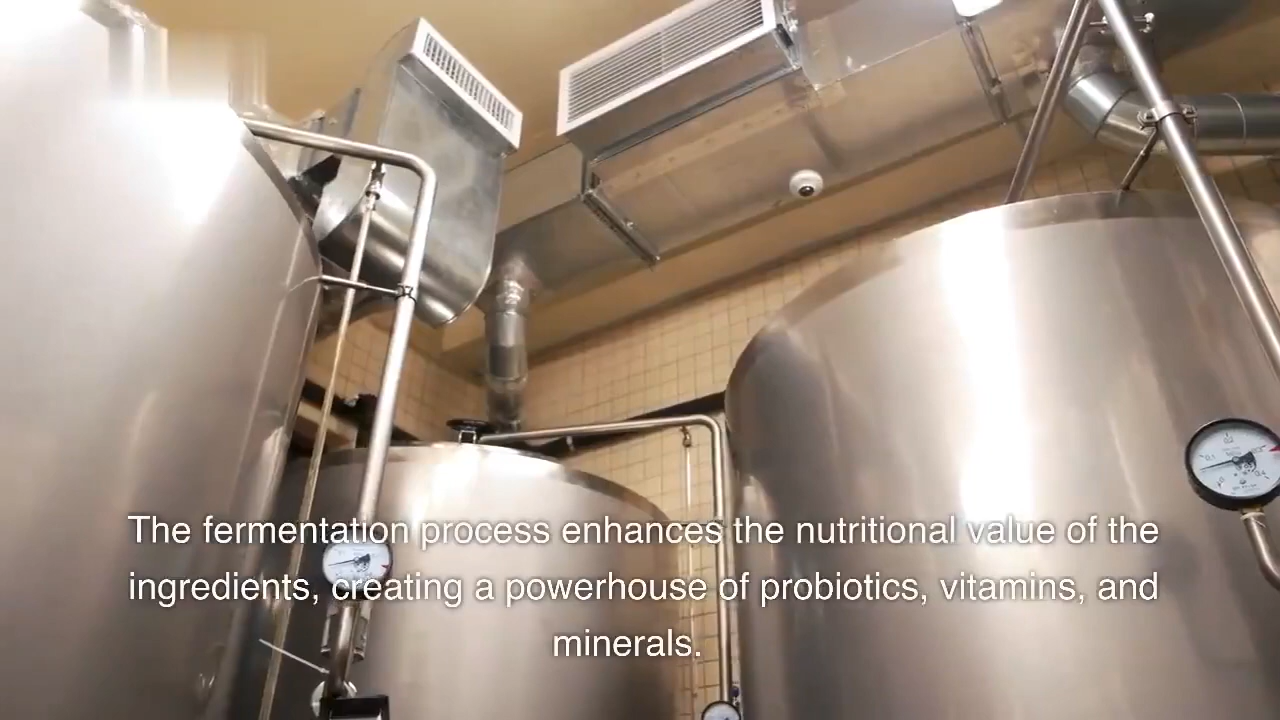 The fermentation process enhances the nutritional value of the
ingredients, creating a powerhouse of probiotics, vitamins, and
minerals.